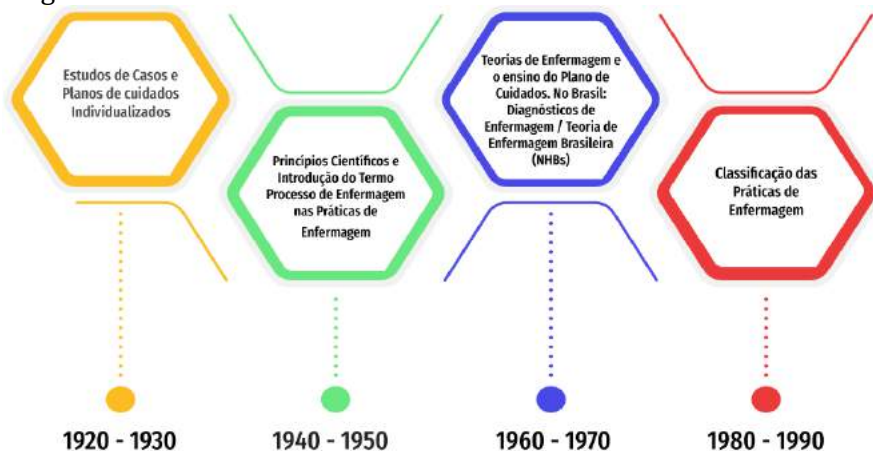 Estudos de Casos e
Planos de cuidados
Individualizados
Princípios Científicos e
Introdução do Termo
Processo de Enfermagem
nas Práticas de
Enfermagem
Teorias de Enfermagem e
o ensino do Plano de
Cuidados. No Brasil:
Diagnósticos de
Enfermagem / Teoria de
Enfermagem Brasileira
(NHBs)
Classificação das
Práticas de
Enfermagem
1920 - 1930
1940 - 1950
1960 - 1970
1980 - 1990